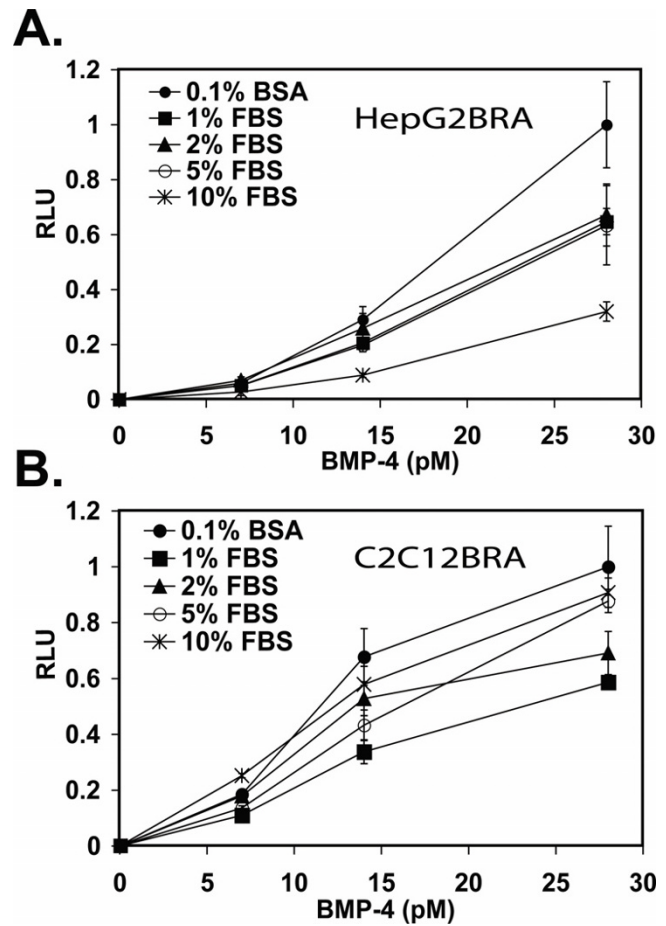 A.
1.2
1
0.8
0.6
0.4
0.2
0
RLU
0.1% BSA
1% FBS
2% FBS
5% FBS
10% FBS
HepG2BRA
0 5 10 15 20 25 30
BMP-4 (pM)
B.
1.2
1
0.8
0.6
0.4
0.2
0
RLU
0.1% BSA
1% FBS
2% FBS
5% FBS
10% FBS
C2C12BRA
0 5 10 15 20 25 30
BMP-4 (pM)